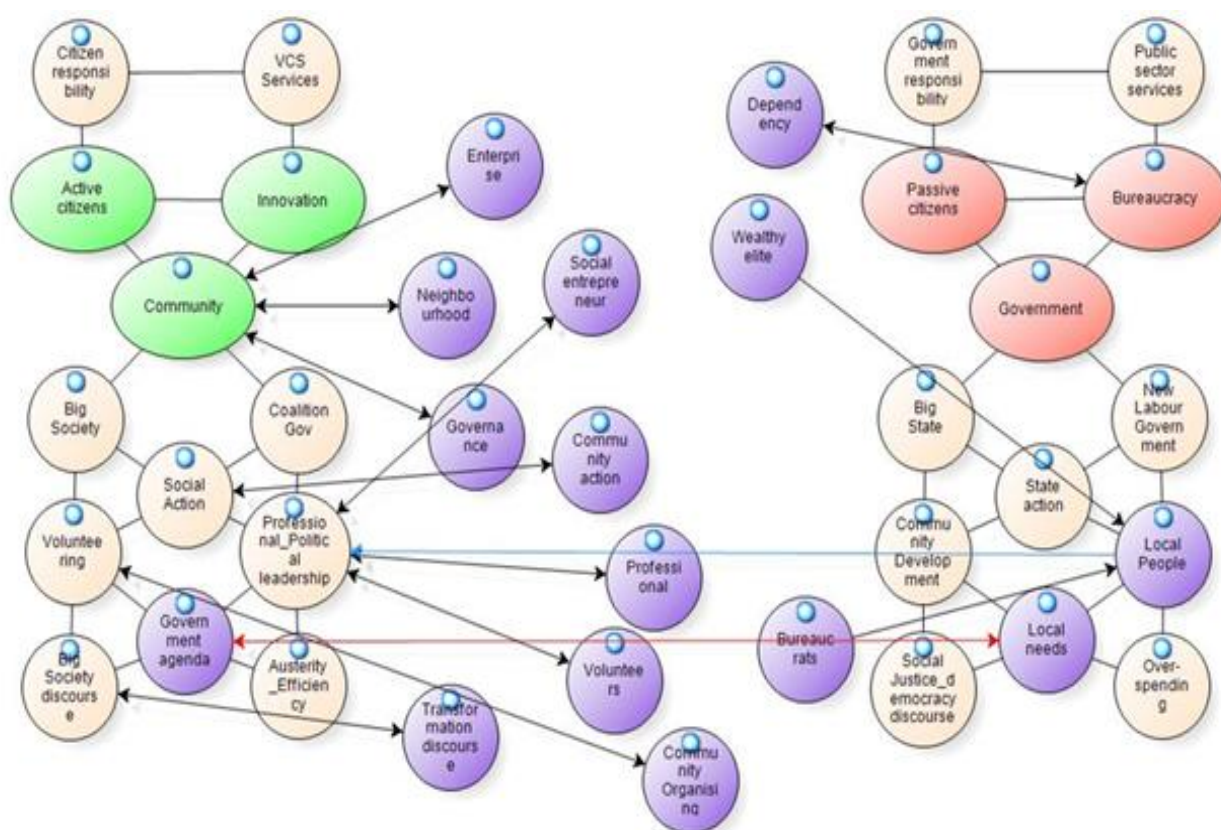 Citizen
responsi
bility
VCS
Services
Govern
ment
responsi
bility
Public
sector
services
Depend
ency
Enterpri
se
Active
citizens
Innovation
Passive
citizens
Bureaucracy
Wealthy
elite
Social
entrepre
neur
Community
Neighbo
urhood
Government
Big
Society
Coalition
Gov
Governa
nce
Commu
nity
action
Big
State
New
Labour
Govern
ment
Social
Action
State
action
Voluntee
ring
Professio
nal_Politi
cal
leadership
Professi
onal
Commu
nity
Develop
ment
Local
People
Govern
ment
agenda
Bureauc
rats
Local
needs
Big
Society
discours
e
Austerity
_Efficien
cy
Voluntee
rs
Social
Justice_d
emocracy
discourse
Over-
spendin
g
Transfor
mation
discours
e
Commu
nity
Organisi
ng